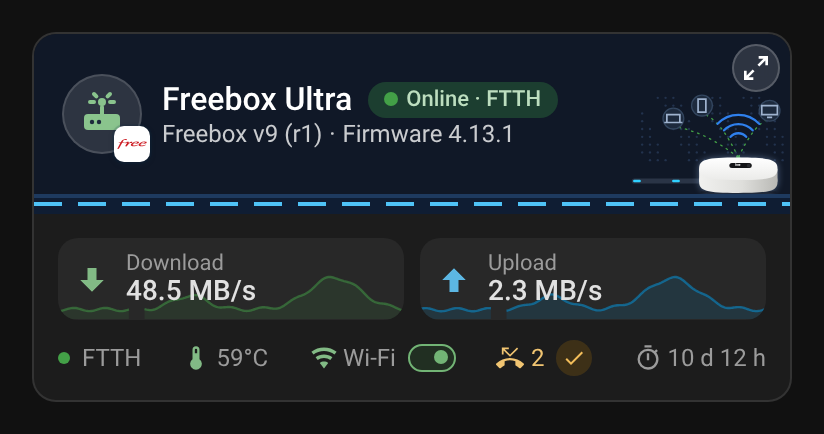 Freebox Ultra
Online · FTTH
free
Freebox v9 (r1) · Firmware 4.13.1
Download
48.5 MB/s
Upload
2.3 MB/s
FTTH
59°C
Wi-Fi
2
10 d 12 h